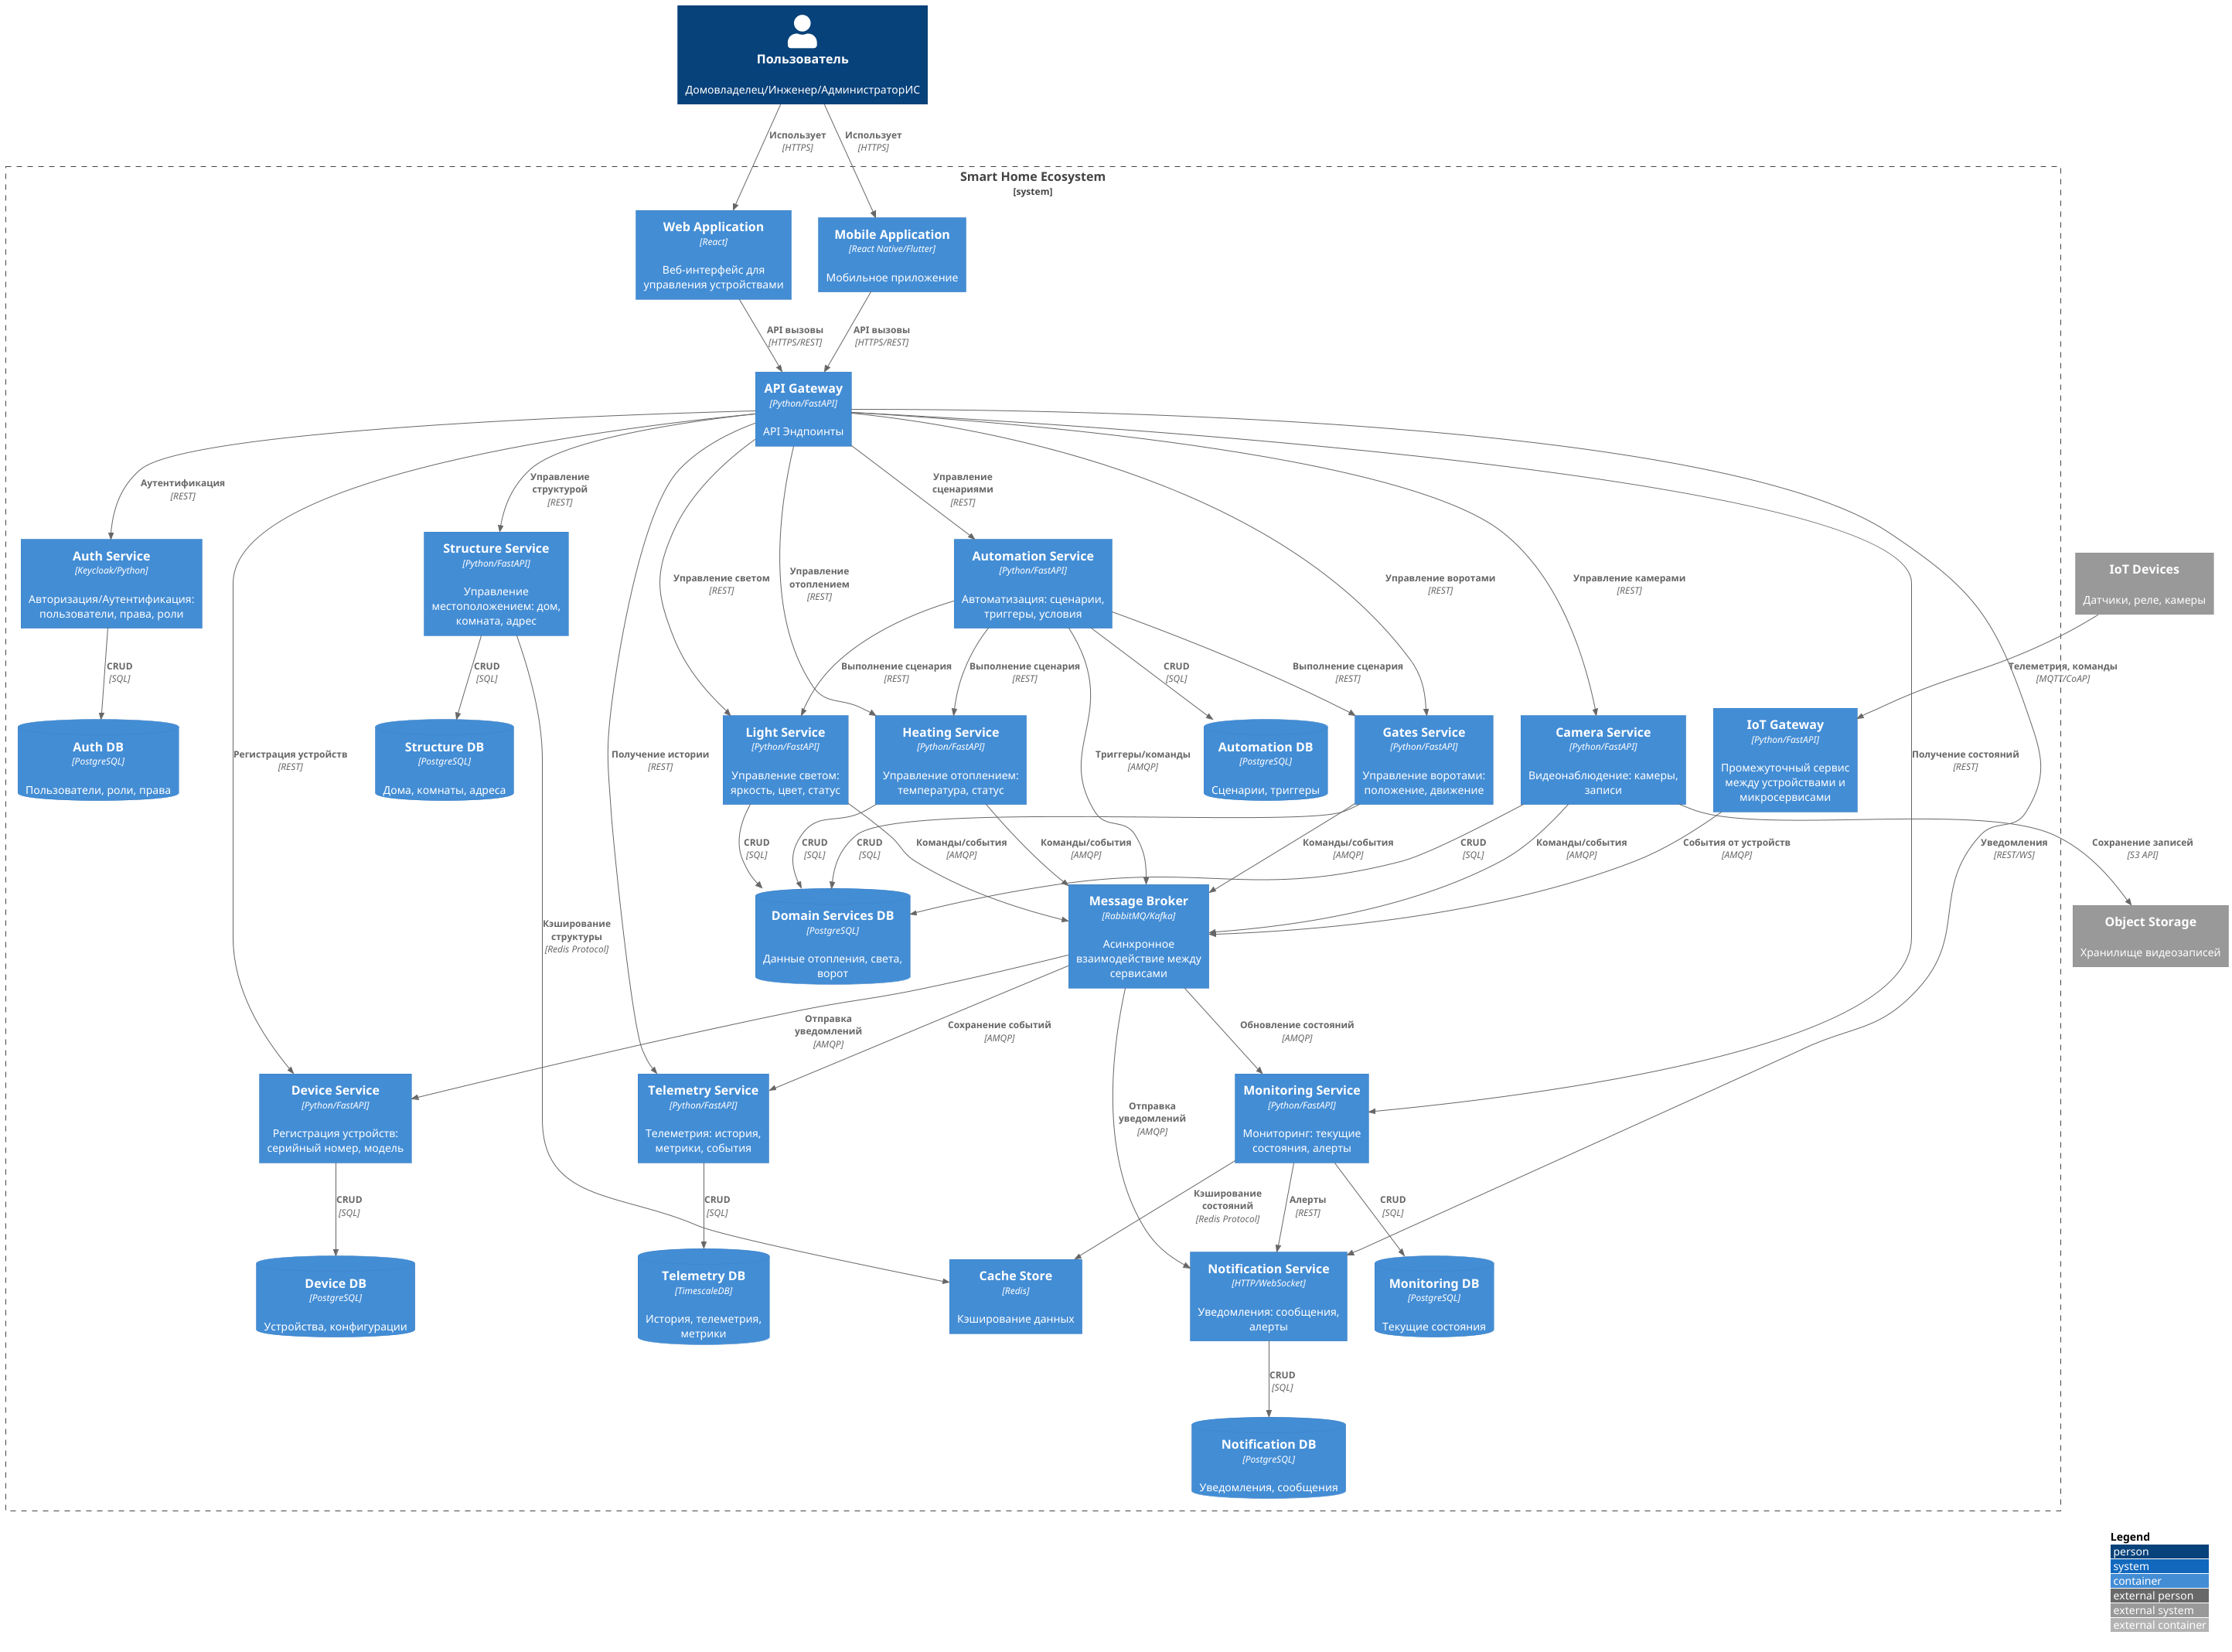 Пользователь
Домовладелец/Инженер/АдминистраторИС
Использует
[HTTPS]
Использует
[HTTPS]
Smart Home Ecosystem
[system]
Web Application
[React]
Веб-интерфейс для
управления устройствами
Mobile Application
[React Native/Flutter]
Мобильное приложение
API вызовы
[HTTPS/REST]
API вызовы
[HTTPS/REST]
API Gateway
[Python/FastAPI]
API Эндпоинты
Аутентификация
[REST]
Управление
структурой
[REST]
Управление
сценариями
[REST]
Auth Service
[Keycloak/Python]
Авторизация/Аутентификация:
пользователи, права, роли
Structure Service
[Python/FastAPI]
Управление
местоположением: дом,
комната, адрес
Управление светом
[REST]
Управление
отоплением
[REST]
Automation Service
[Python/FastAPI]
Автоматизация: сценарии,
триггеры, условия
Управление воротами
[REST]
Управление камерами
[REST]
IoT Devices
Датчики, реле, камеры
CRUD
[SQL]
CRUD
[SQL]
Выполнение сценария
[REST]
Выполнение сценария
[REST]
CRUD
[SQL]
Выполнение сценария
[REST]
Телеметрия, команды
[MQTT/CoAP]
Auth DB
[PostgreSQL]
Пользователи, роли, права
Регистрация устройств
[REST]
Structure DB
[PostgreSQL]
Дома, комнаты, адреса
Получение истории
[REST]
Light Service
[Python/FastAPI]
Управление светом:
яркость, цвет, статус
Heating Service
[Python/FastAPI]
Управление отоплением:
температура, статус
Триггеры/команды
[AMQP]
Automation DB
[PostgreSQL]
Сценарии, триггеры
Gates Service
[Python/FastAPI]
Управление воротами:
положение, движение
Camera Service
[Python/FastAPI]
Видеонаблюдение: камеры,
записи
IoT Gateway
[Python/FastAPI]
Промежуточный сервис
между устройствами и
микросервисами
Получение состояний
[REST]
CRUD
[SQL]
CRUD
[SQL]
CRUD
[SQL]
Команды/события
[AMQP]
Команды/события
[AMQP]
Команды/события
[AMQP]
CRUD
[SQL]
Команды/события
[AMQP]
События от устройств
[AMQP]
Уведомления
[REST/WS]
Сохранение записей
[S3 API]
Кэширование
структуры
[Redis Protocol]
Domain Services DB
[PostgreSQL]
Данные отопления, света,
ворот
Message Broker
[RabbitMQ/Kafka]
Асинхронное
взаимодействие между
сервисами
Object Storage
Хранилище видеозаписей
Отправка
уведомлений
[AMQP]
Сохранение событий
[AMQP]
Обновление состояний
[AMQP]
Device Service
[Python/FastAPI]
Регистрация устройств:
серийный номер, модель
Telemetry Service
[Python/FastAPI]
Телеметрия: история,
метрики, события
Отправка
уведомлений
[AMQP]
Monitoring Service
[Python/FastAPI]
Мониторинг: текущие
состояния, алерты
CRUD
[SQL]
CRUD
[SQL]
Кэширование
состояний
[Redis Protocol]
Алерты
[REST]
CRUD
[SQL]
Device DB
[PostgreSQL]
Устройства, конфигурации
Telemetry DB
[TimescaleDB]
История, телеметрия,
метрики
Cache Store
[Redis]
Кэширование данных
Notification Service
[HTTP/WebSocket]
Уведомления: сообщения,
алерты
Monitoring DB
[PostgreSQL]
Текущие состояния
CRUD
[SQL]
Notification DB
[PostgreSQL]
Уведомления, сообщения
Legend
person
system
container
external person
external system
external container